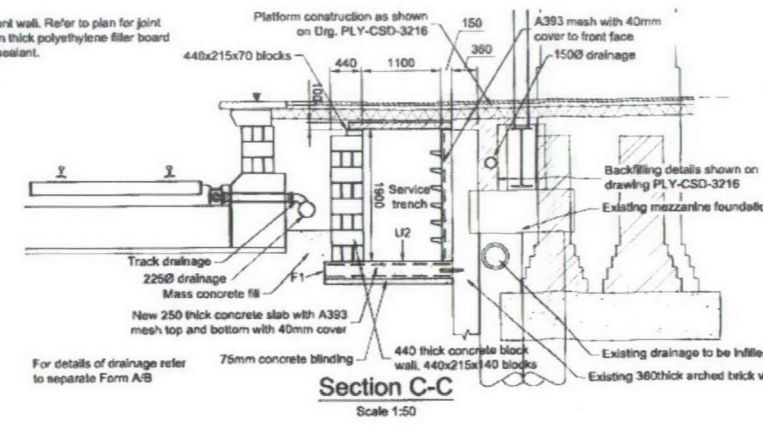 ent wall. Refer to plan for joint
n thick polyethylene filler board
sealant.
Platform construction as shown
on Drg. PLY-CSD-3216
440x215x70 blocks
150
360
A393 mesh with 40mm
cover to front face
150Ø drainage
440
1100
100
1900
Service
trench
U2
F1
Backfilling details shown on
drawing PLY-CSD-3216
Existing mezzanine foundatio
Track drainage
225Ø drainage
Mass concrete fill
New 250 thick concrete slab with A393
mesh top and bottom with 40mm cover
For details of drainage refer
to separate Form A/B
75mm concrete blinding
440 thick concrete block
wall, 440x215x140 blocks
Existing drainage to be infille
Existing 360thick arched brick w
Section C-C
Scale 1:50